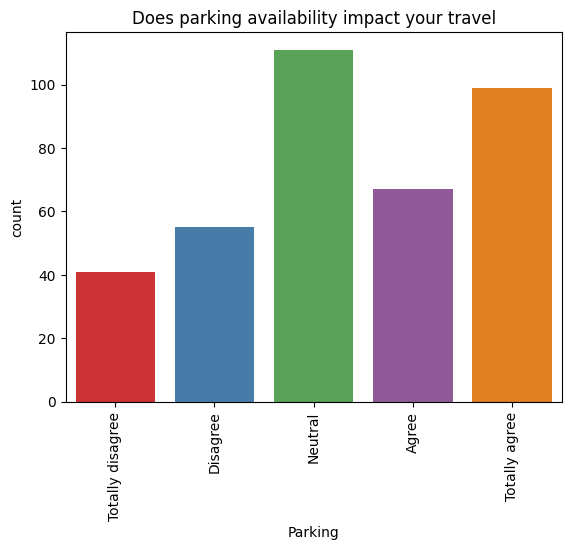 Does parking availability impact your travel
count
100
80
60
40
20
0
Totally disagree
Disagree
Neutral
Agree
Totally agree
Parking